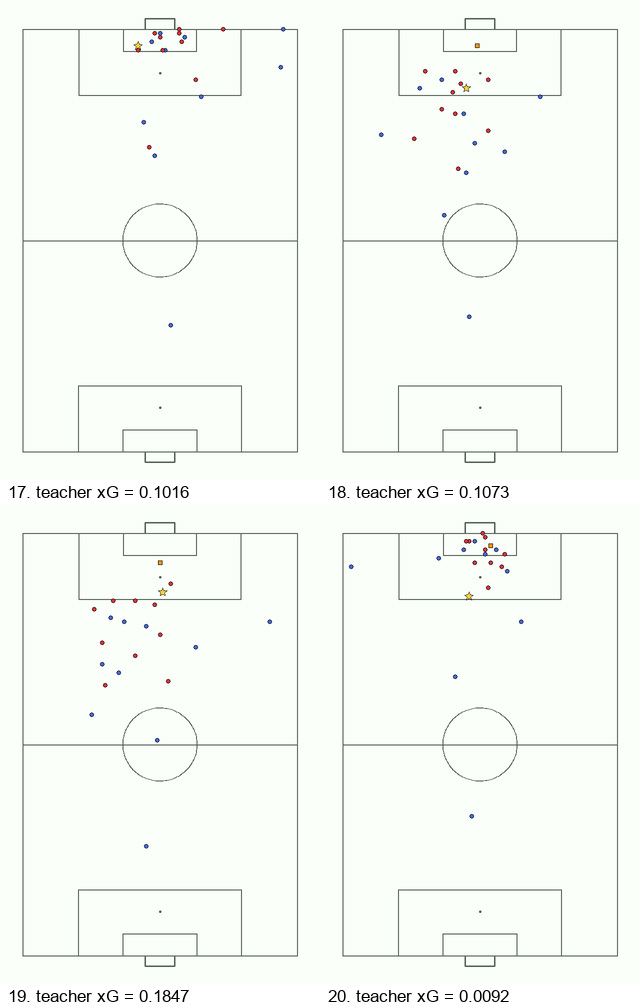 17. teacher xG = 0.1016
18. teacher xG = 0.1073
19. teacher xG = 0.1847
20. teacher xG = 0.0092